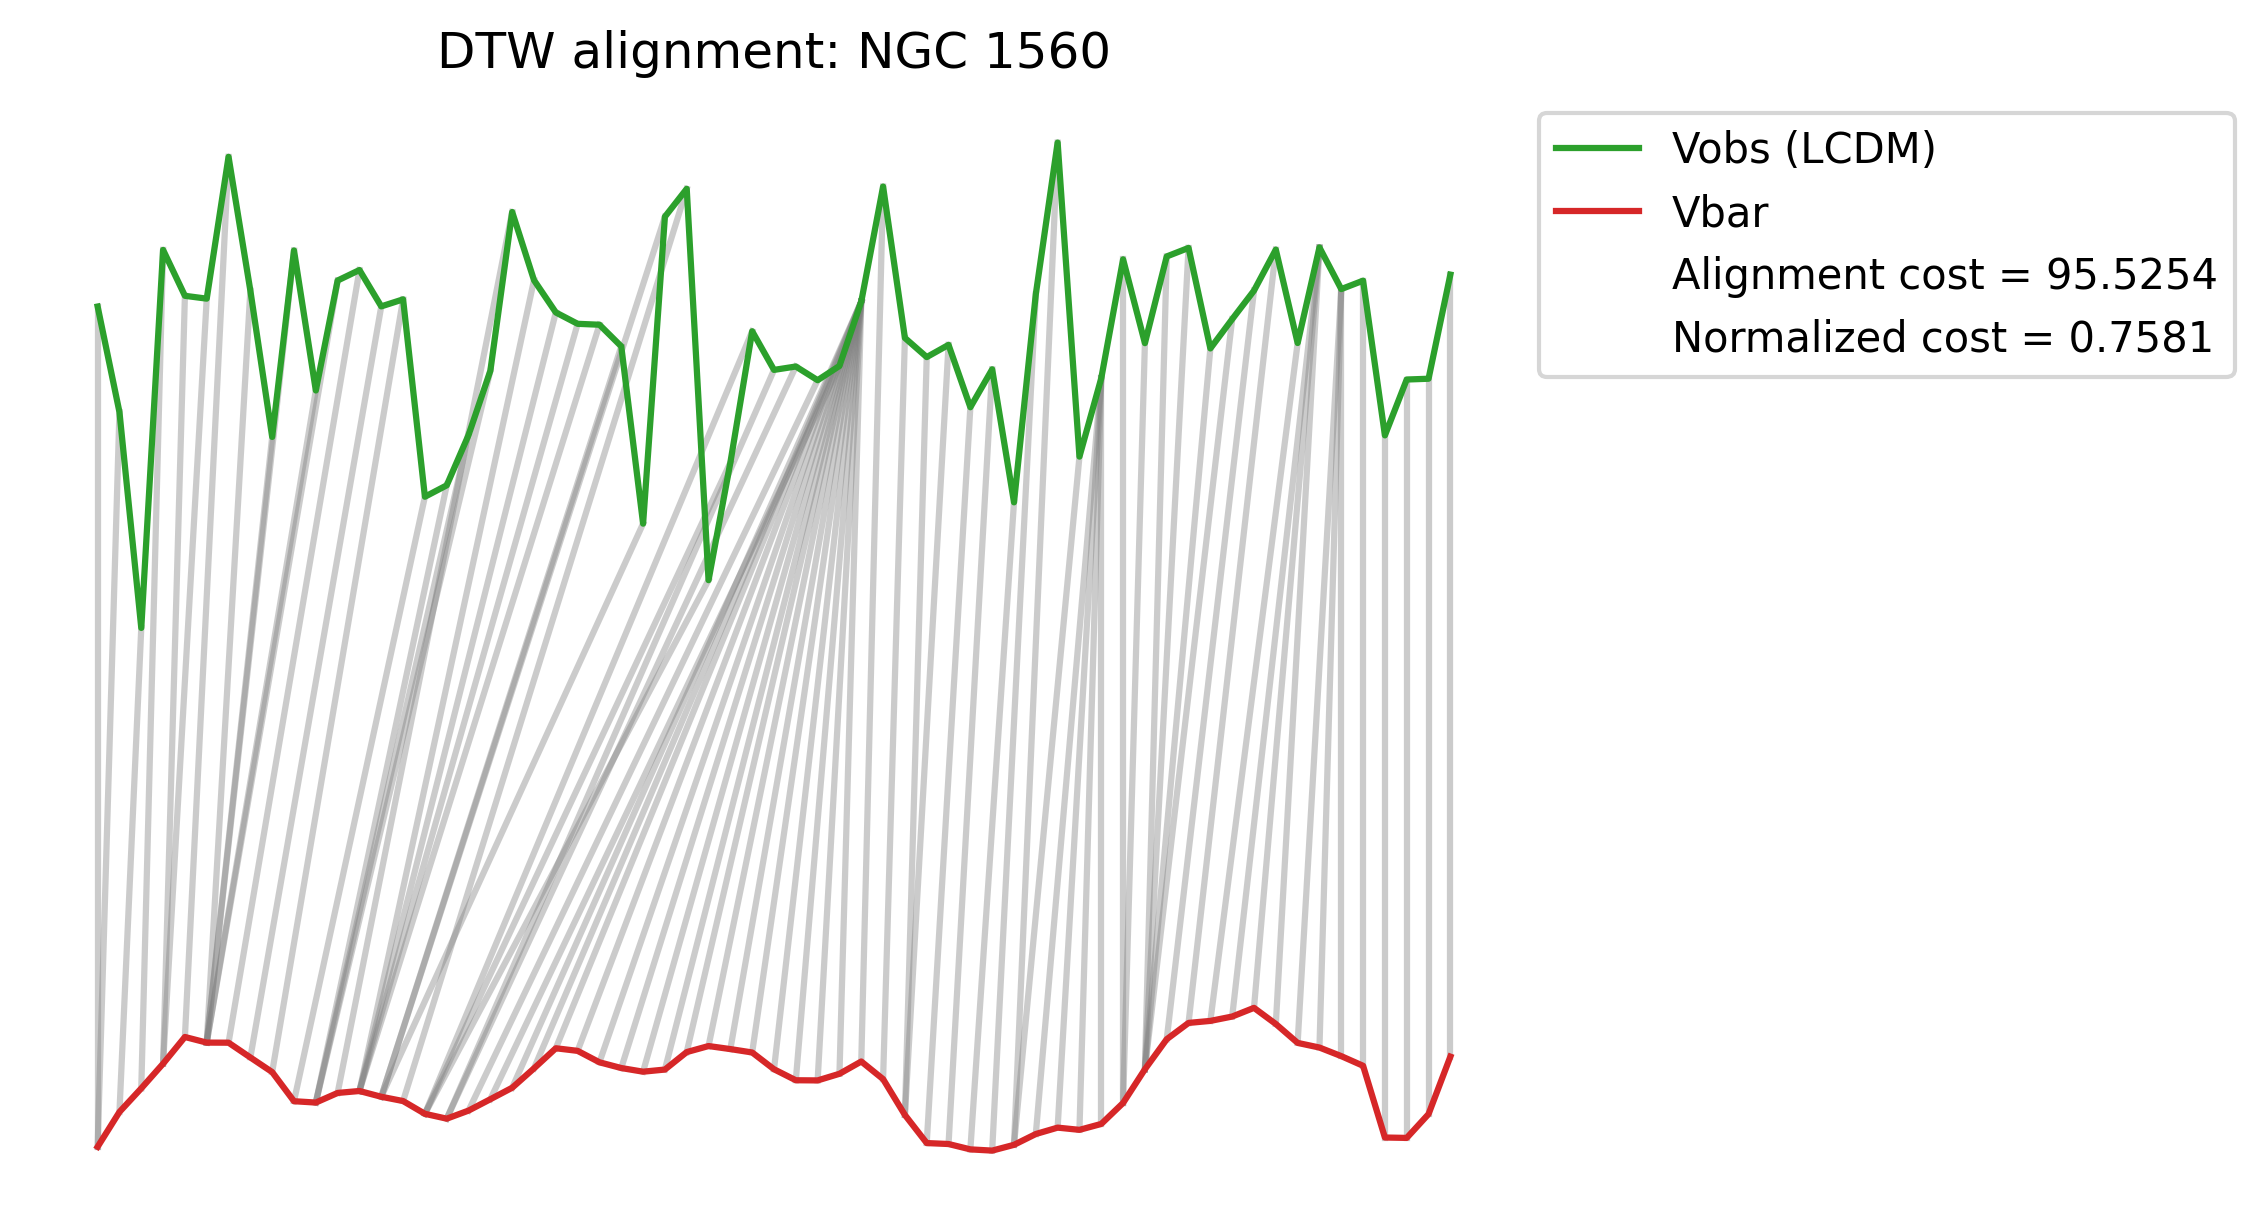 DTW alignment: NGC 1560
Vobs (LCDM)
Vbar
Alignment cost = 95.5254
Normalized cost = 0.7581